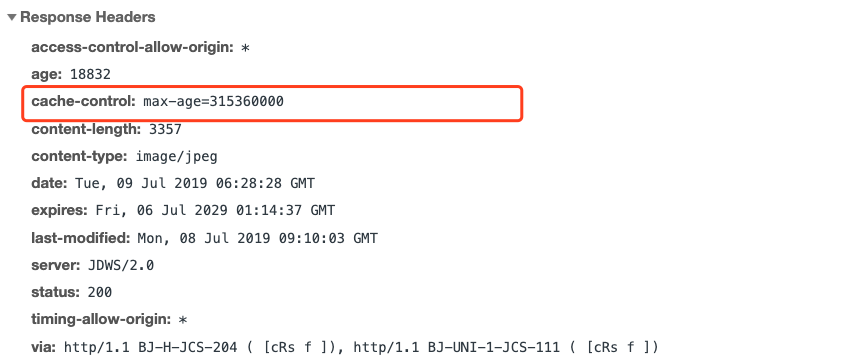 Response Headers
access-control-allow-origin: *
age: 18832
cache-control: max-age=315360000
content-length: 3357
content-type: image/jpeg
date: Tue, 09 Jul 2019 06:28:28 GMT
expires: Fri, 06 Jul 2029 01:14:37 GMT
last-modified: Mon, 08 Jul 2019 09:10:03 GMT
server: JDWS/2.0
status: 200
timing-allow-origin: *
via: http/1.1 BJ-H-JCS-204 ( [cRs f ]), http/1.1 BJ-UNI-1-JCS-111 ( [cRs f ])